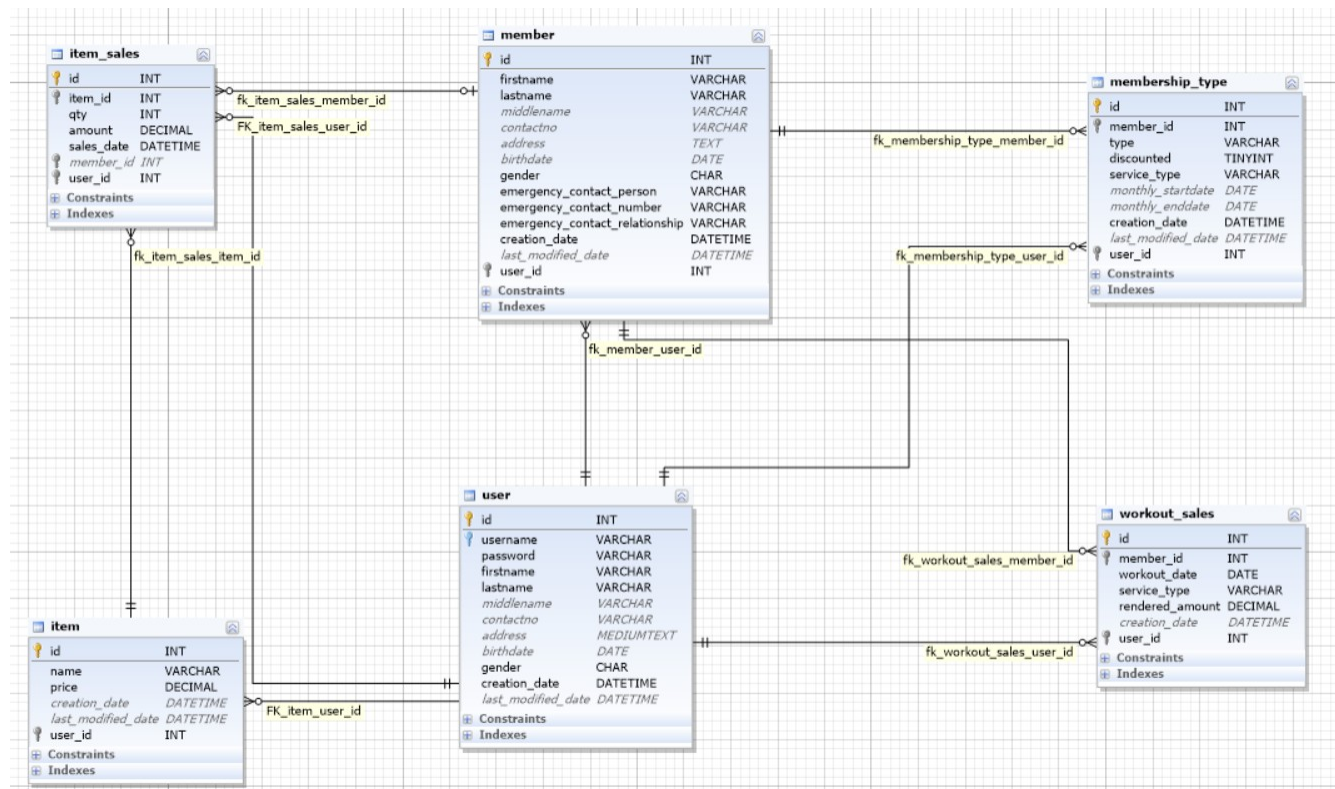 item_sales
id INT
item_id INT
qty INT
amount DECIMAL
sales_date DATETIME
member_id INT
user_id INT
Constraints
Indexes
member
id INT
firstname VARCHAR
lastname VARCHAR
middlename VARCHAR
contactno VARCHAR
address TEXT
birthdate DATE
gender CHAR
emergency_contact_person VARCHAR
emergency_contact_number VARCHAR
emergency_contact_relationship VARCHAR
creation_date DATETIME
last_modified_date DATETIME
user_id INT
Constraints
Indexes
membership_type
id INT
member_id INT
type VARCHAR
discounted TINYINT
service_type VARCHAR
monthly_startdate DATE
monthly_enddate DATE
creation_date DATETIME
last_modified_date DATETIME
user_id INT
Constraints
Indexes
fk_item_sales_member_id
FK_item_sales_user_id
fk_membership_type_member_id
fk_item_sales_item_id
fk_membership_type_user_id
fk_member_user_id
user
id INT
username VARCHAR
password VARCHAR
firstname VARCHAR
lastname VARCHAR
middlename VARCHAR
contactno VARCHAR
address MEDIUMTEXT
birthdate DATE
gender CHAR
creation_date DATETIME
last_modified_date DATETIME
Constraints
Indexes
workout_sales
id INT
member_id INT
workout_date DATE
service_type VARCHAR
rendered_amount DECIMAL
creation_date DATETIME
user_id INT
Constraints
Indexes
fk_workout_sales_member_id
fk_workout_sales_user_id
item
id INT
name VARCHAR
price DECIMAL
creation_date DATETIME
last_modified_date DATETIME
user_id INT
Constraints
Indexes
FK_item_user_id